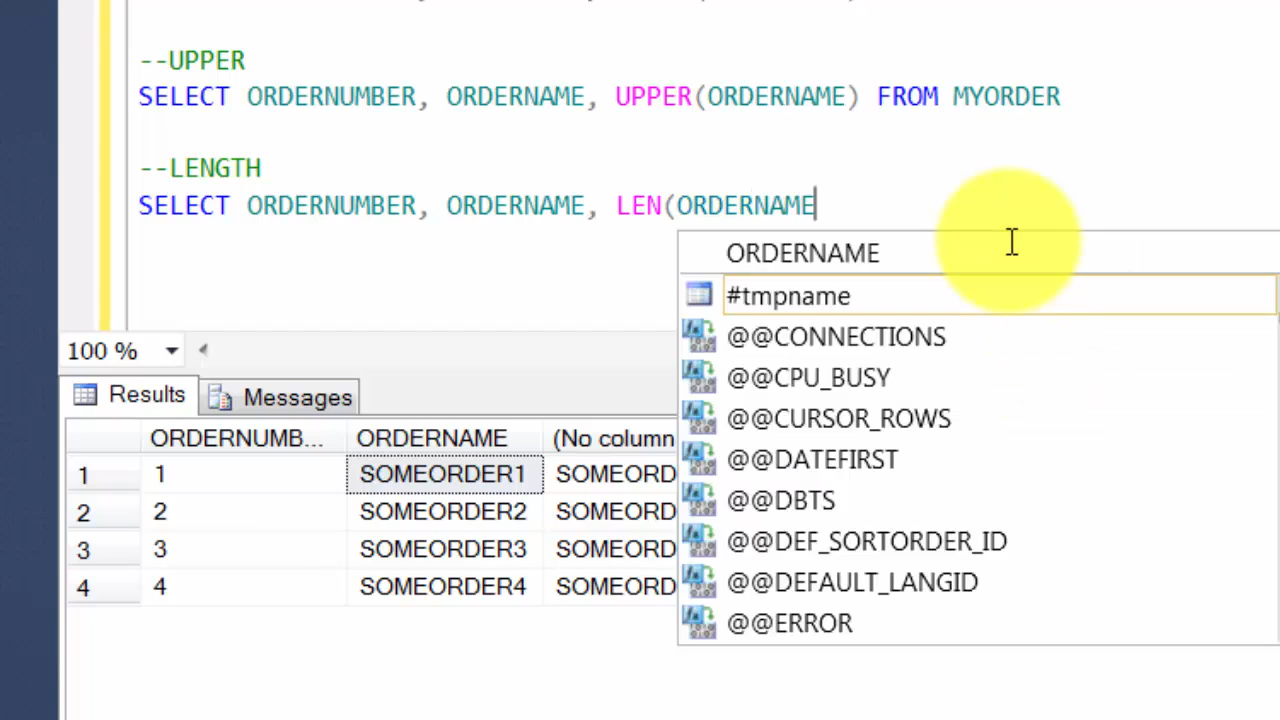 --UPPER
SELECT ORDERNUMBER, ORDERNAME, UPPER(ORDERNAME) FROM MYORDER
--LENGTH
SELECT ORDERNUMBER, ORDERNAME, LEN(ORDERNAME
ORDERNAME
#tmpname
@@CONNECTIONS
@@CPU_BUSY
@@CURSOR_ROWS
@@DATEFIRST
@@DBTS
@@DEF_SORTORDER_ID
@@DEFAULT_LANGID
@@ERROR
100 %
Results Messages
ORDERNUMB... ORDERNAME (No column
1 1 SOMEORDER1 SOMEORD
2 2 SOMEORDER2 SOMEORD
3 3 SOMEORDER3 SOMEORD
4 4 SOMEORDER4 SOMEORD